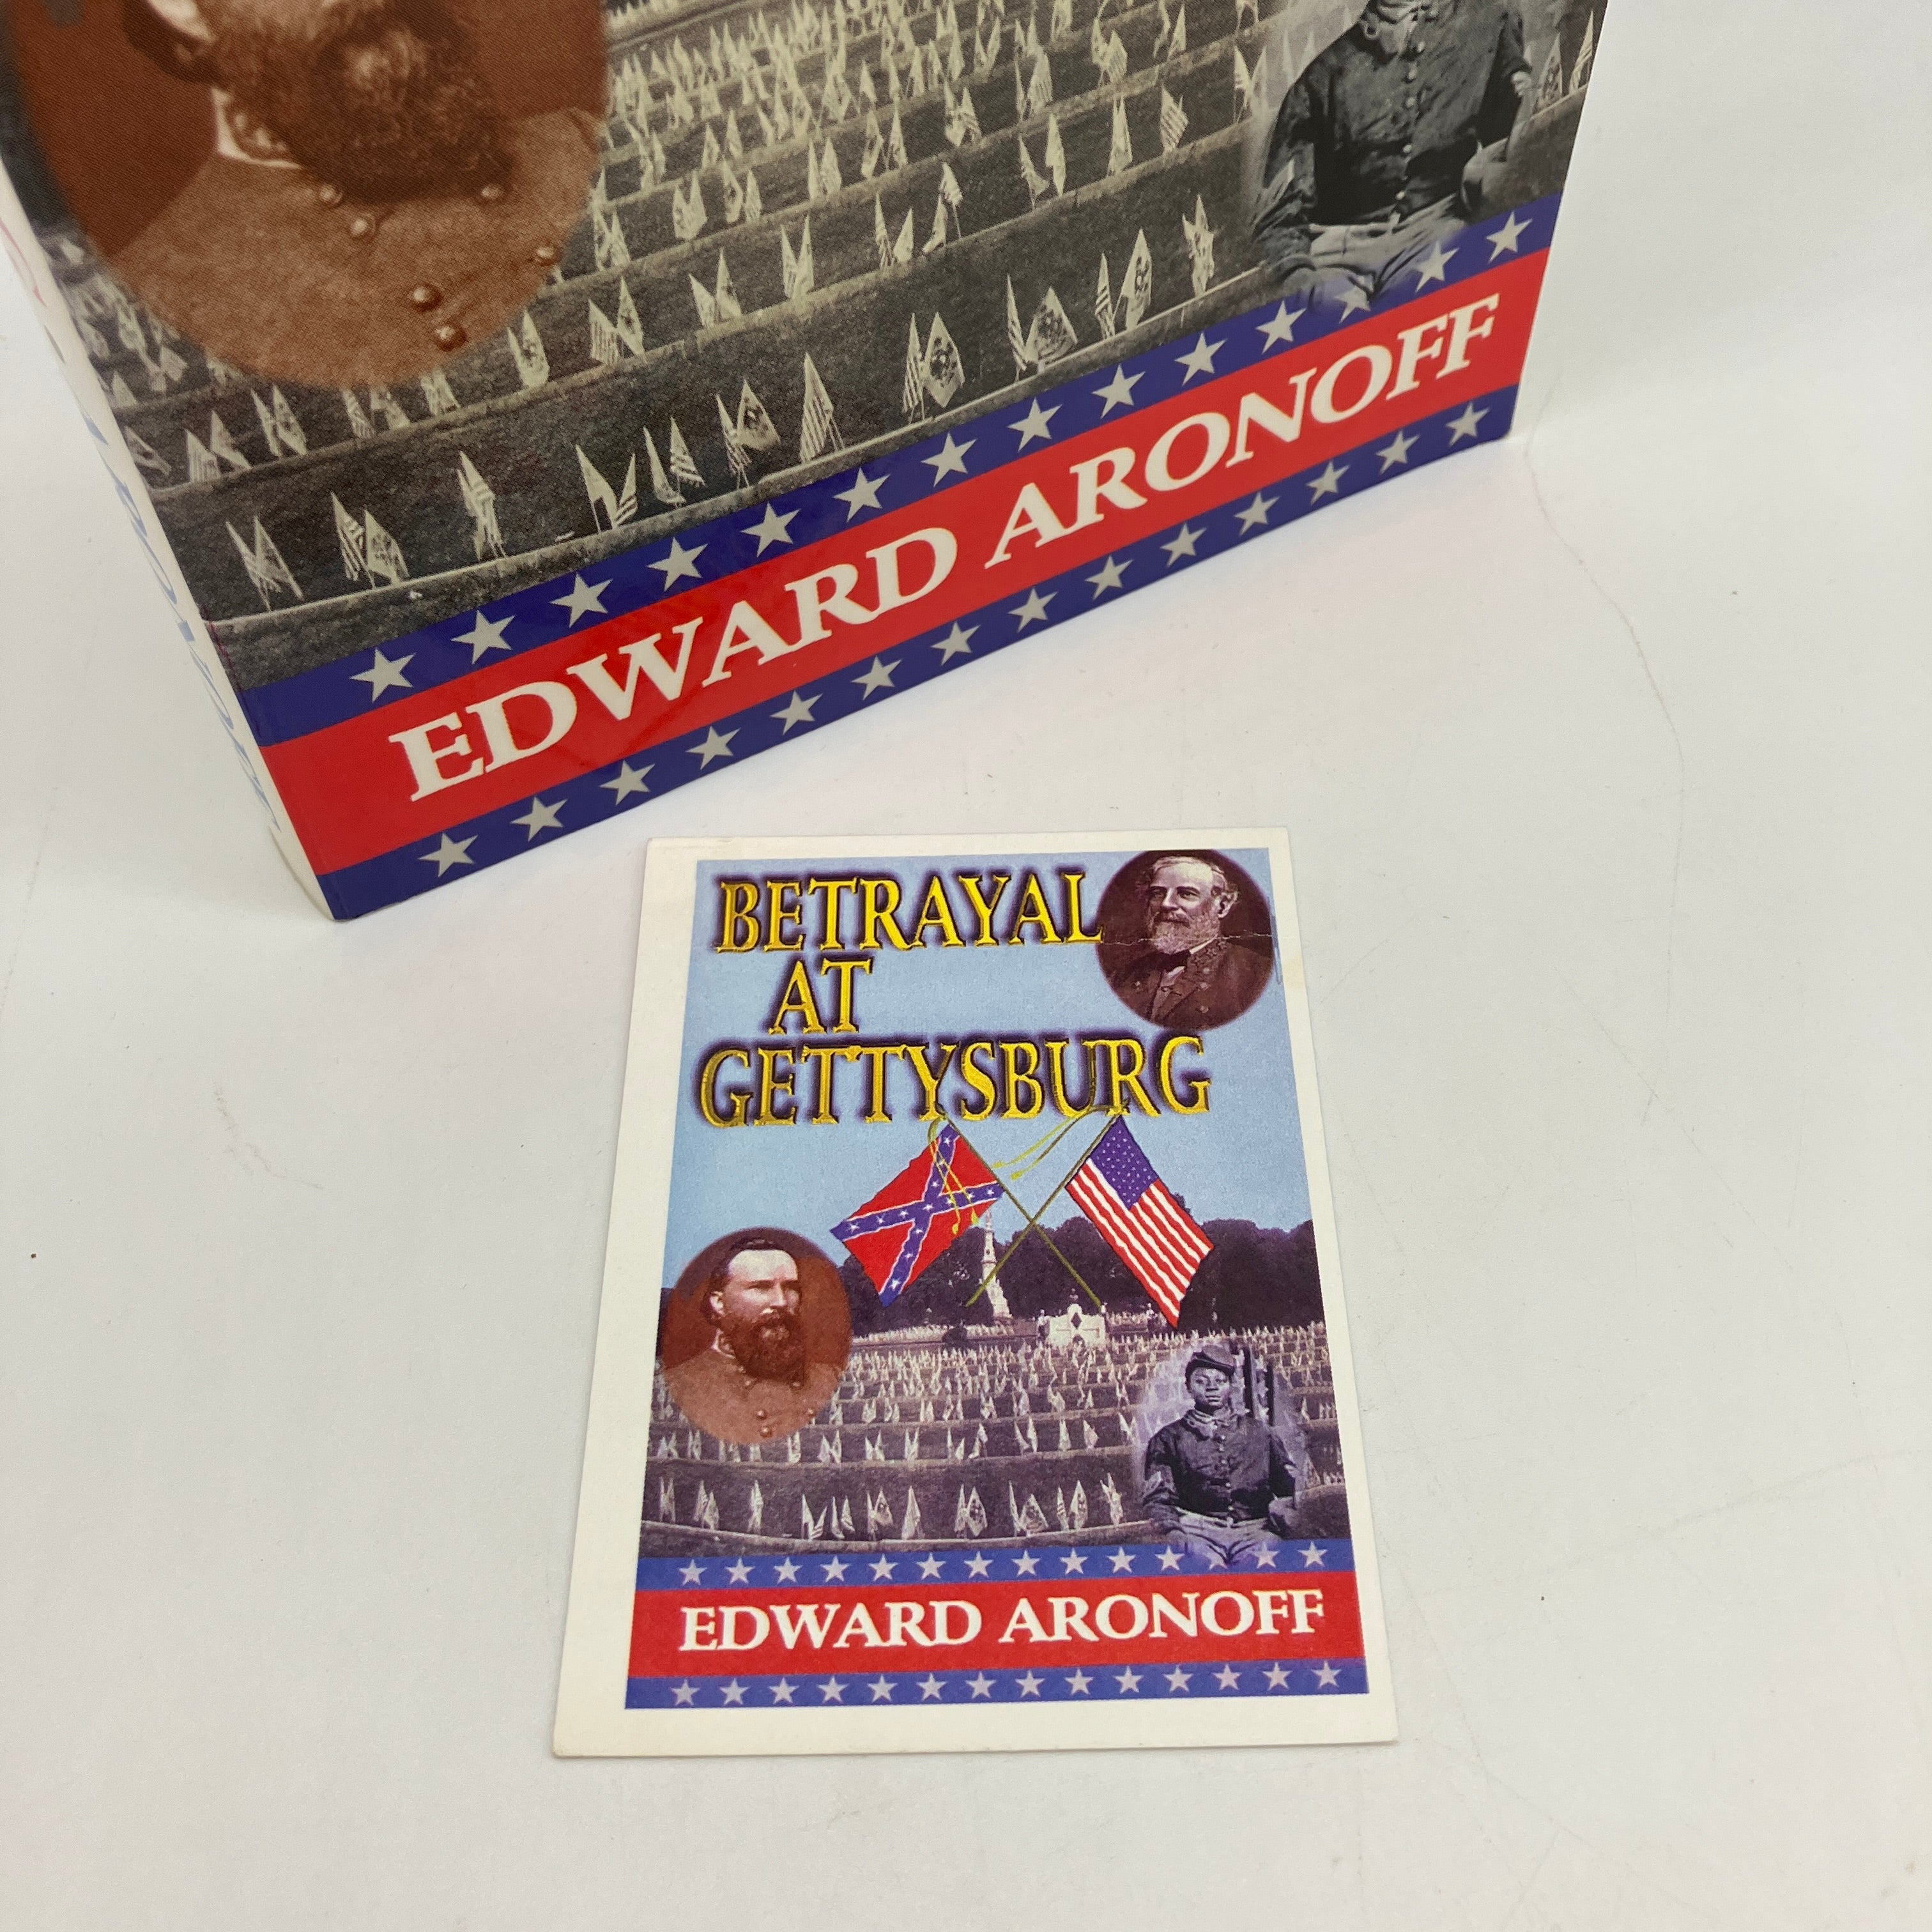 EDWARD ARONOFF
BETRAYAL
AT
GETTYSBURG
EDWARD ARONOFF